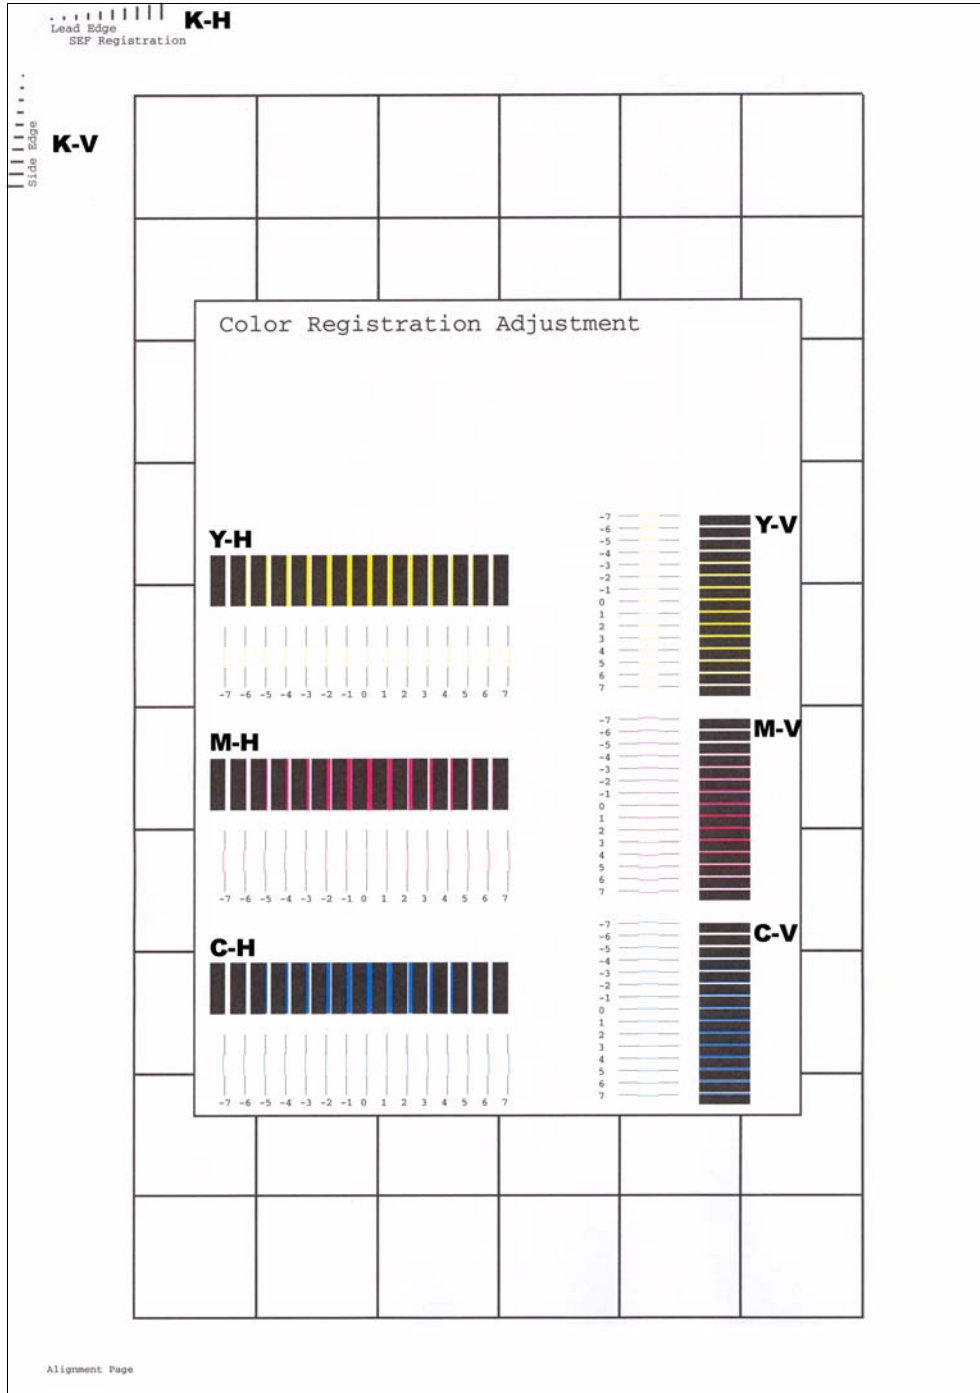 K-H
Lead Edge
SEF Registration
K-V
Side Edge
Color Registration Adjustment
Y-H
-7 -6 -5 -4 -3 -2 -1 0 1 2 3 4 5 6 7
-7
-6
-5
-4
-3
-2
-1
0
1
2
3
4
5
6
7
Y-V
M-H
-7 -6 -5 -4 -3 -2 -1 0 1 2 3 4 5 6 7
-7
-6
-5
-4
-3
-2
-1
0
1
2
3
4
5
6
7
M-V
C-H
-7 -6 -5 -4 -3 -2 -1 0 1 2 3 4 5 6 7
-7
-6
-5
-4
-3
-2
-1
0
1
2
3
4
5
6
7
C-V
Alignment Page